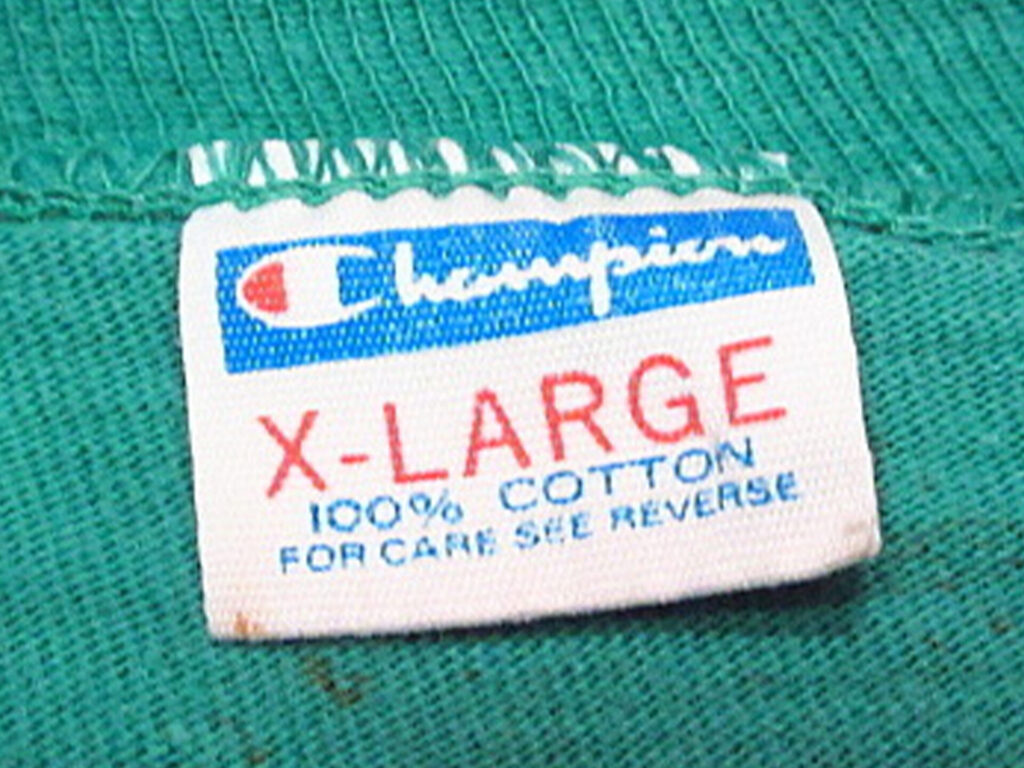 Champion
X-LARGE
100% COTTON
FOR CARE SEE REVERSE